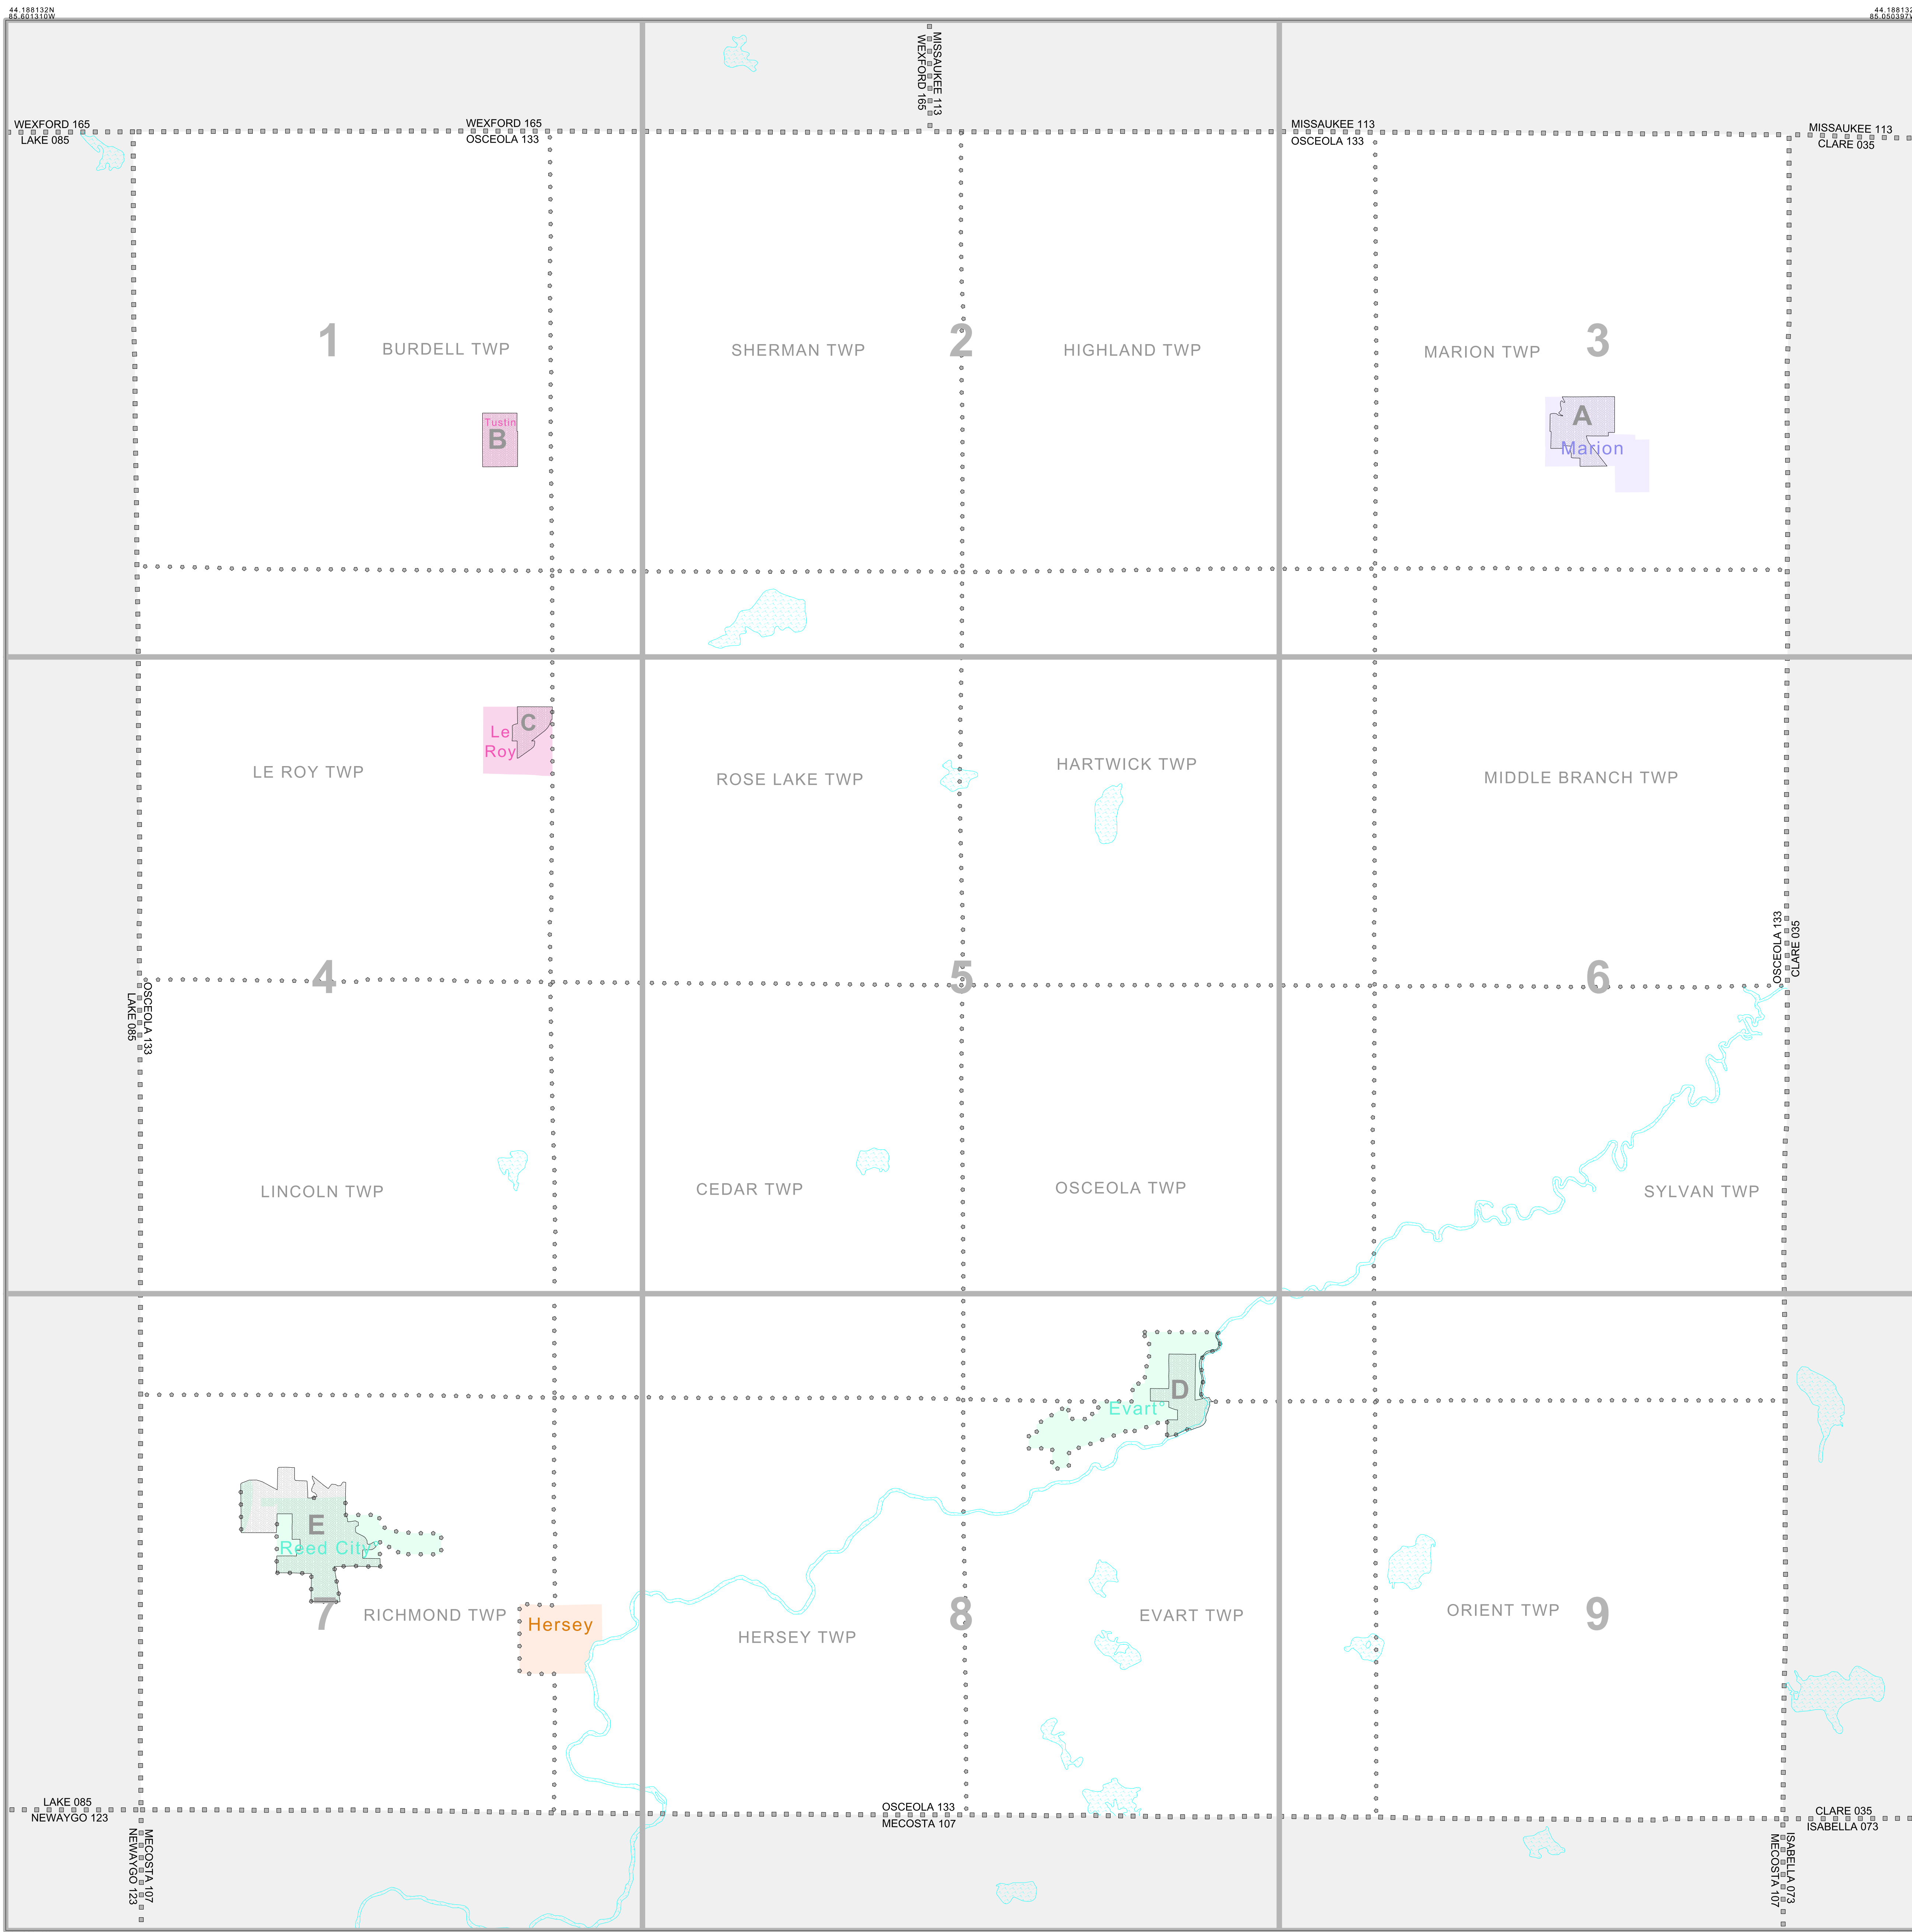 44.188132N
85.601310W
44.188132
85.050397W
MISSAUKEE 113
WEXFORD 165
WEXFORD 165
LAKE 085
WEXFORD 165
OSCEOLA 133
MISSAUKEE 113
OSCEOLA 133
MISSAUKEE 113
CLARE 035
1
BURDELL TWP
SHERMAN TWP
2
HIGHLAND TWP
MARION TWP
3
Tustin
B
A
Marion
LE ROY TWP
Le
Roy
C
ROSE LAKE TWP
HARTWICK TWP
MIDDLE BRANCH TWP
OSCEOLA 133
CLARE 035
4
5
6
OSCEOLA 133
LAKE 085
LINCOLN TWP
CEDAR TWP
OSCEOLA TWP
SYLVAN TWP
D
Evart
E
Reed City
7
RICHMOND TWP
Hersey
HERSEY TWP
8
EVART TWP
ORIENT TWP
9
LAKE 085
NEWAYGO 123
OSCEOLA 133
MECOSTA 107
CLARE 035
ISABELLA 073
MECOSTA 107
NEWAYGO 123
ISABELLA 073
MECOSTA 107